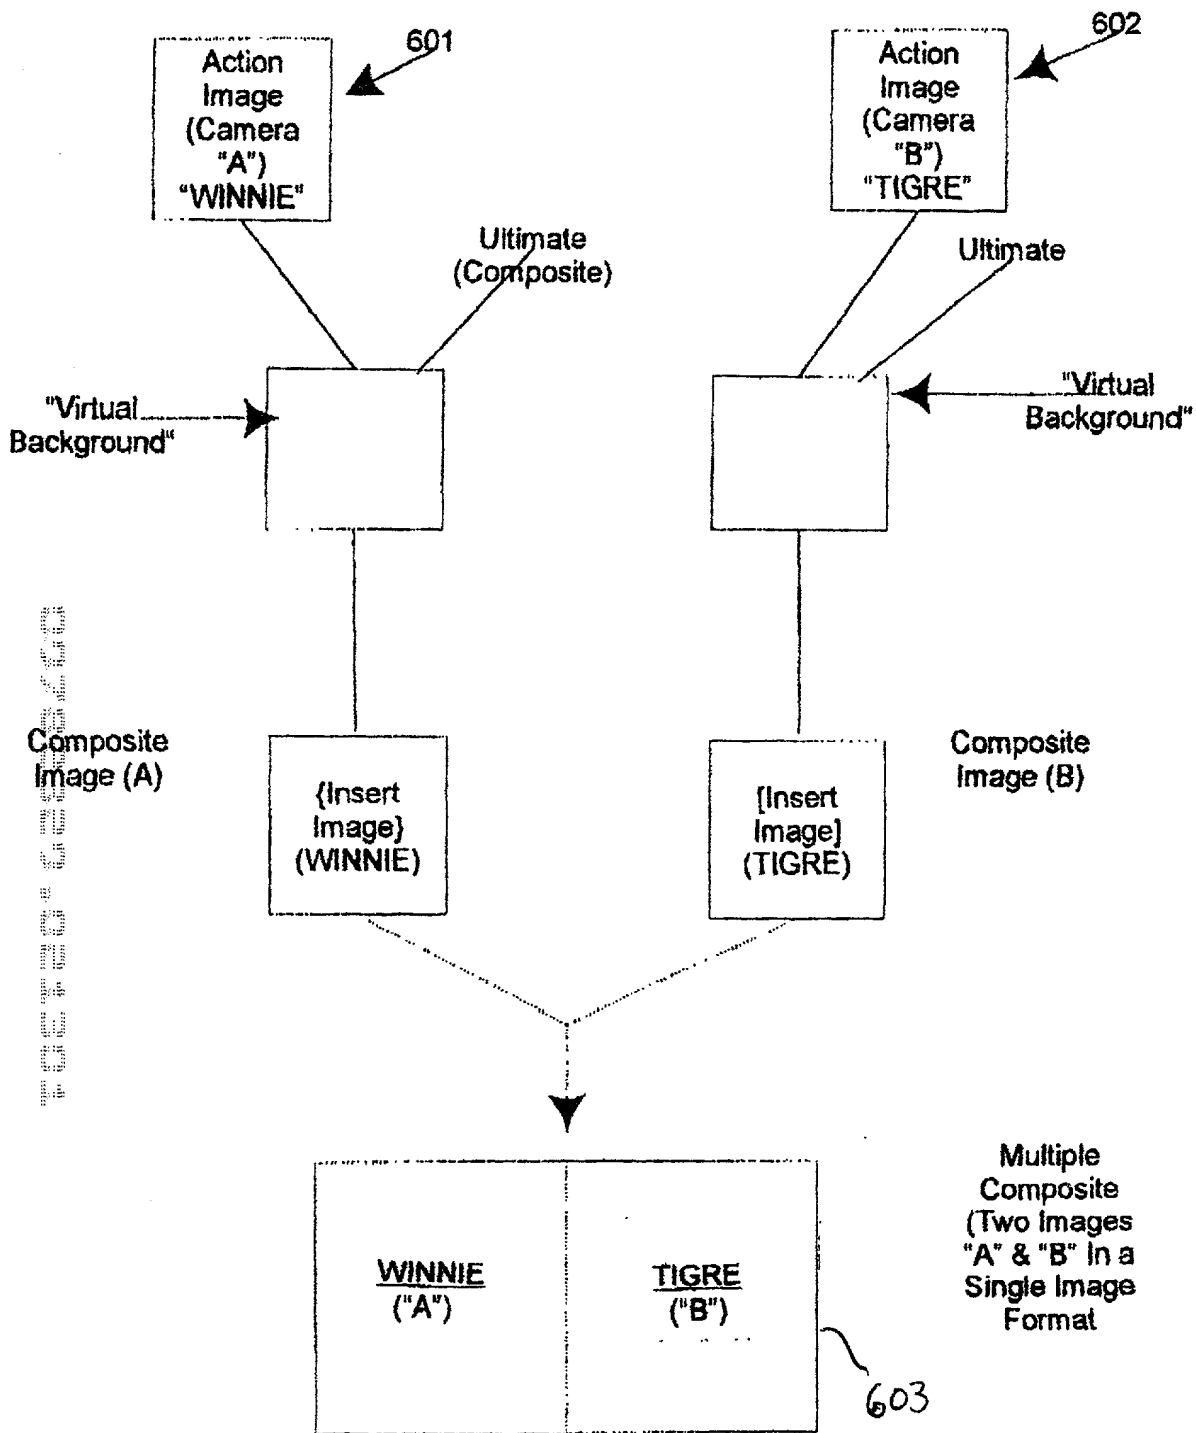 601
Action
Image
(Camera
"A")
"WINNIE"
602
Action
Image
(Camera
"B")
"TIGRE"
Ultimate
(Composite)
Ultimate
"Virtual
Background"
"Virtual
Background"
Composite
Image (A)
{Insert
Image}
(WINNIE)
[Insert
Image]
(TIGRE)
Composite
Image (B)
WINNIE
("A")
TIGRE
("B")
Multiple
Composite
(Two Images
"A" & "B" In a
Single Image
Format
603